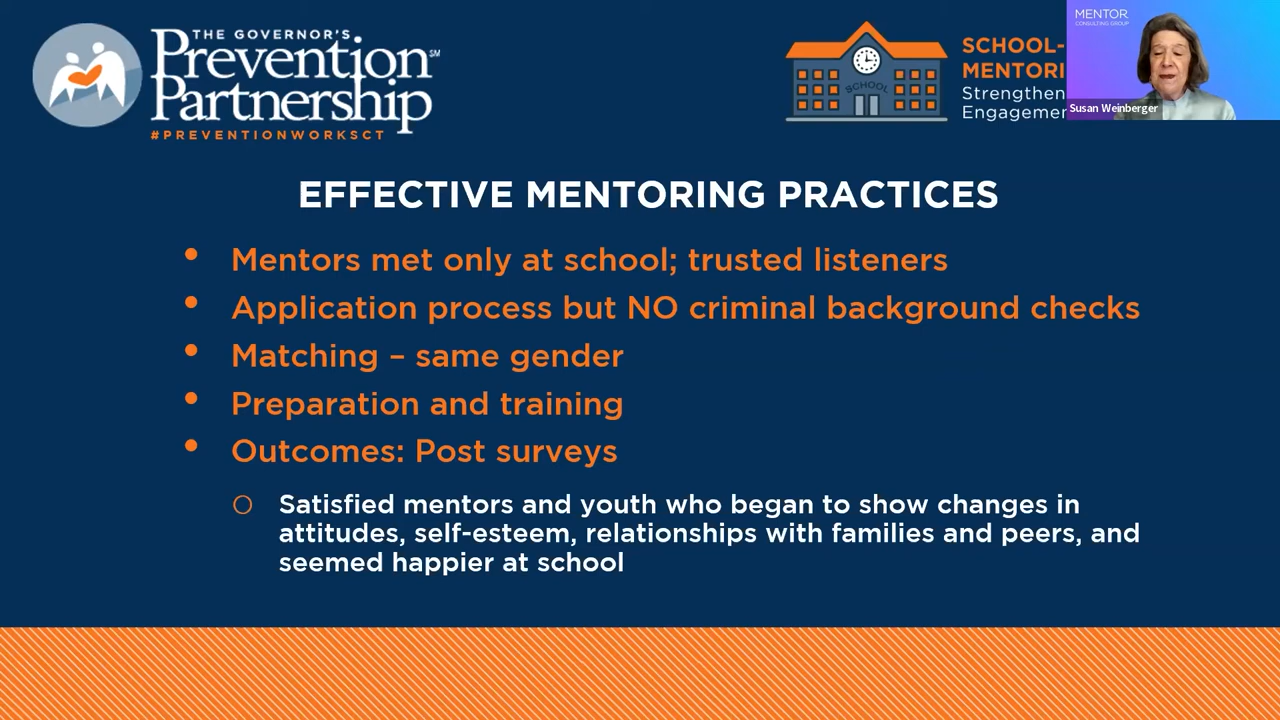 THE GOVERNOR'S
Prevention℠
Partnership
#PREVENTIONWORKSCT
SCHOOL
SCHOOL-
MENTORI
Strengthen
Engagemer
MENTOR
CONSULTING GROUP
Susan Weinberger
EFFECTIVE MENTORING PRACTICES
• Mentors met only at school; trusted listeners
• Application process but NO criminal background checks
• Matching – same gender
• Preparation and training
• Outcomes: Post surveys
○ Satisfied mentors and youth who began to show changes in
attitudes, self-esteem, relationships with families and peers, and
seemed happier at school